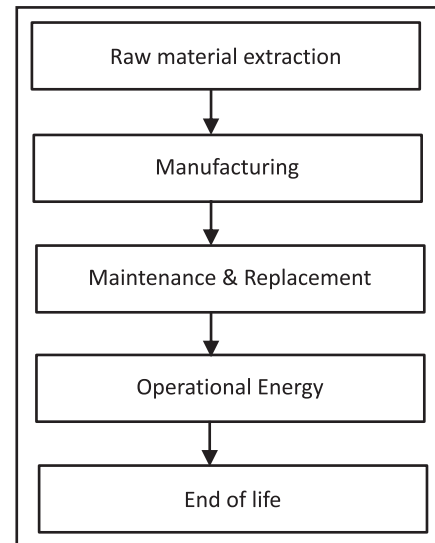 Raw material extraction
Manufacturing
Maintenance & Replacement
Operational Energy
End of life